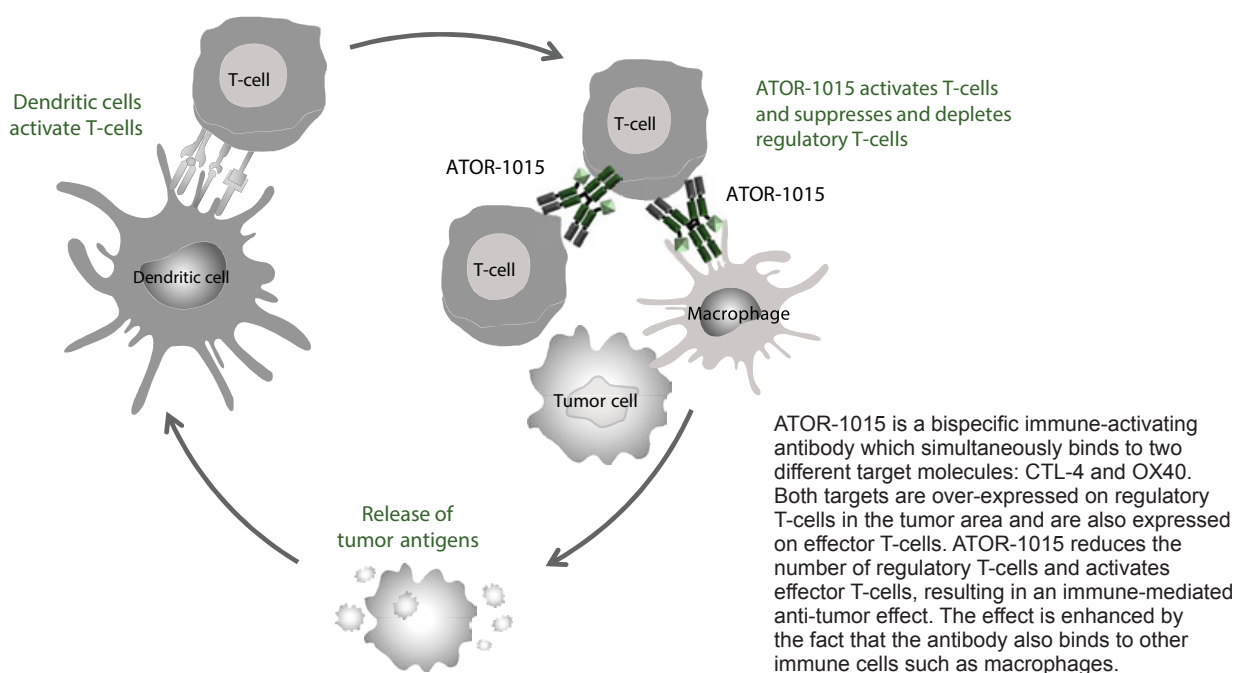 T-cell
Dendritic cells
activate T-cells
Dendritic cell
T-cell
ATOR-1015 activates T-cells
and suppresses and depletes
regulatory T-cells
ATOR-1015
ATOR-1015
T-cell
Macrophage
Tumor cell
Release of
tumor antigens
ATOR-1015 is a bispecific immune-activating
antibody which simultaneously binds to two
different target molecules: CTL-4 and OX40.
Both targets are over-expressed on regulatory
T-cells in the tumor area and are also expressed
on effector T-cells. ATOR-1015 reduces the
number of regulatory T-cells and activates
effector T-cells, resulting in an immune-mediated
anti-tumor effect. The effect is enhanced by
the fact that the antibody also binds to other
immune cells such as macrophages.